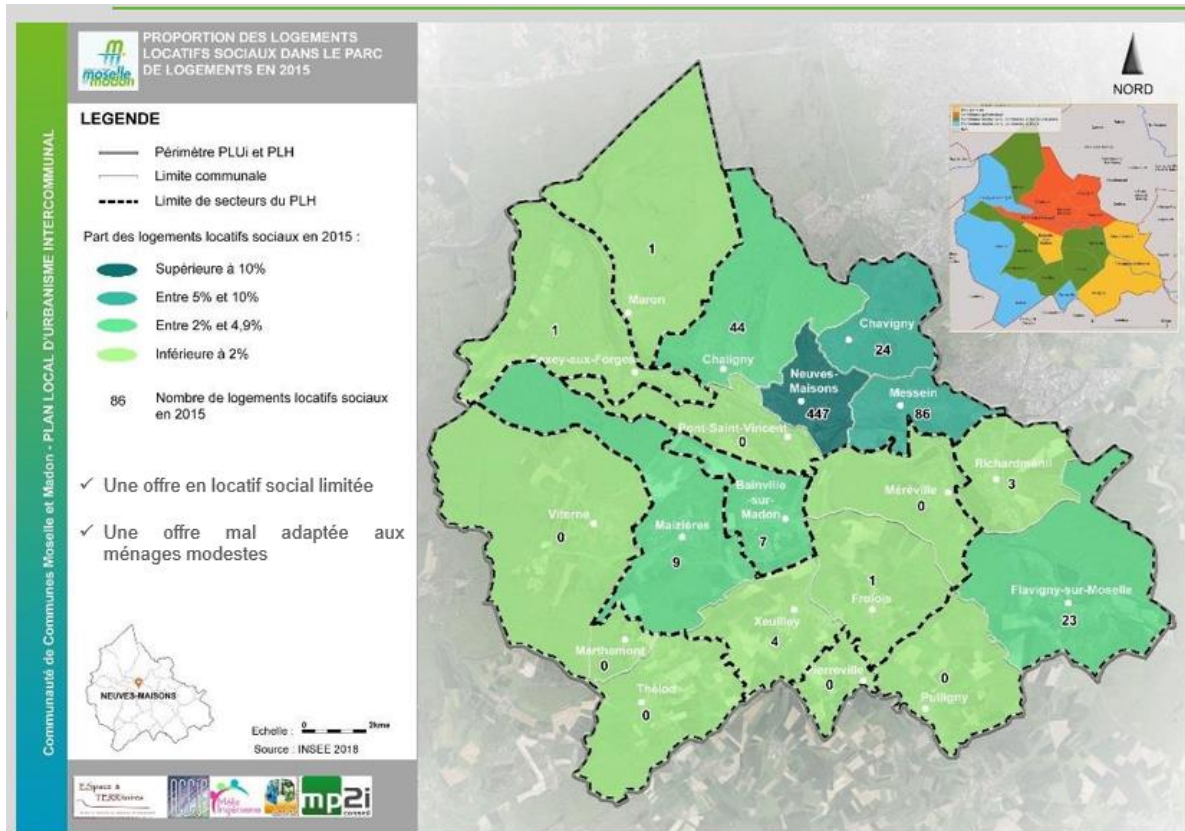 Communauté de Communes Moselle et Madon - PLAN LOCAL D'URBANISME INTERCOMMUNAL
moselle
madon
PROPORTION DES LOGEMENTS
LOCATIFS SOCIAUX DANS LE PARC
DE LOGEMENTS EN 2015
LEGENDE
Périmètre PLUi et PLH
Limite communale
Limite de secteurs du PLH
Part des logements locatifs sociaux en 2015 :
Supérieure à 10%
Entre 5% et 10%
Entre 2% et 4,9%
Inférieure à 2%
86 Nombre de logements locatifs sociaux
en 2015
✓ Une offre en locatif social limitée
✓ Une offre mal adaptée aux
ménages modestes
NEUVES-MAISONS
Echelle :
0 2kms
Source : INSEE 2018
ESpace &
TERRitoires
mp2i
conseil
NORD
1
Maron
1
Sexey-aux-Forges
44
Chaligny
Chavigny
24
Neuves-
Maisons
447
Messein
86
Pont-Saint-Vincent
0
Richardménil
3
Méréville
0
Bainville
-sur-
Madon
7
Viterne
0
Maizières
9
1
Frolois
Flavigny-sur-Moselle
23
Xeuilley
4
Marthemont
0
Pierreville
0
Thélod
0
0
Pulligny